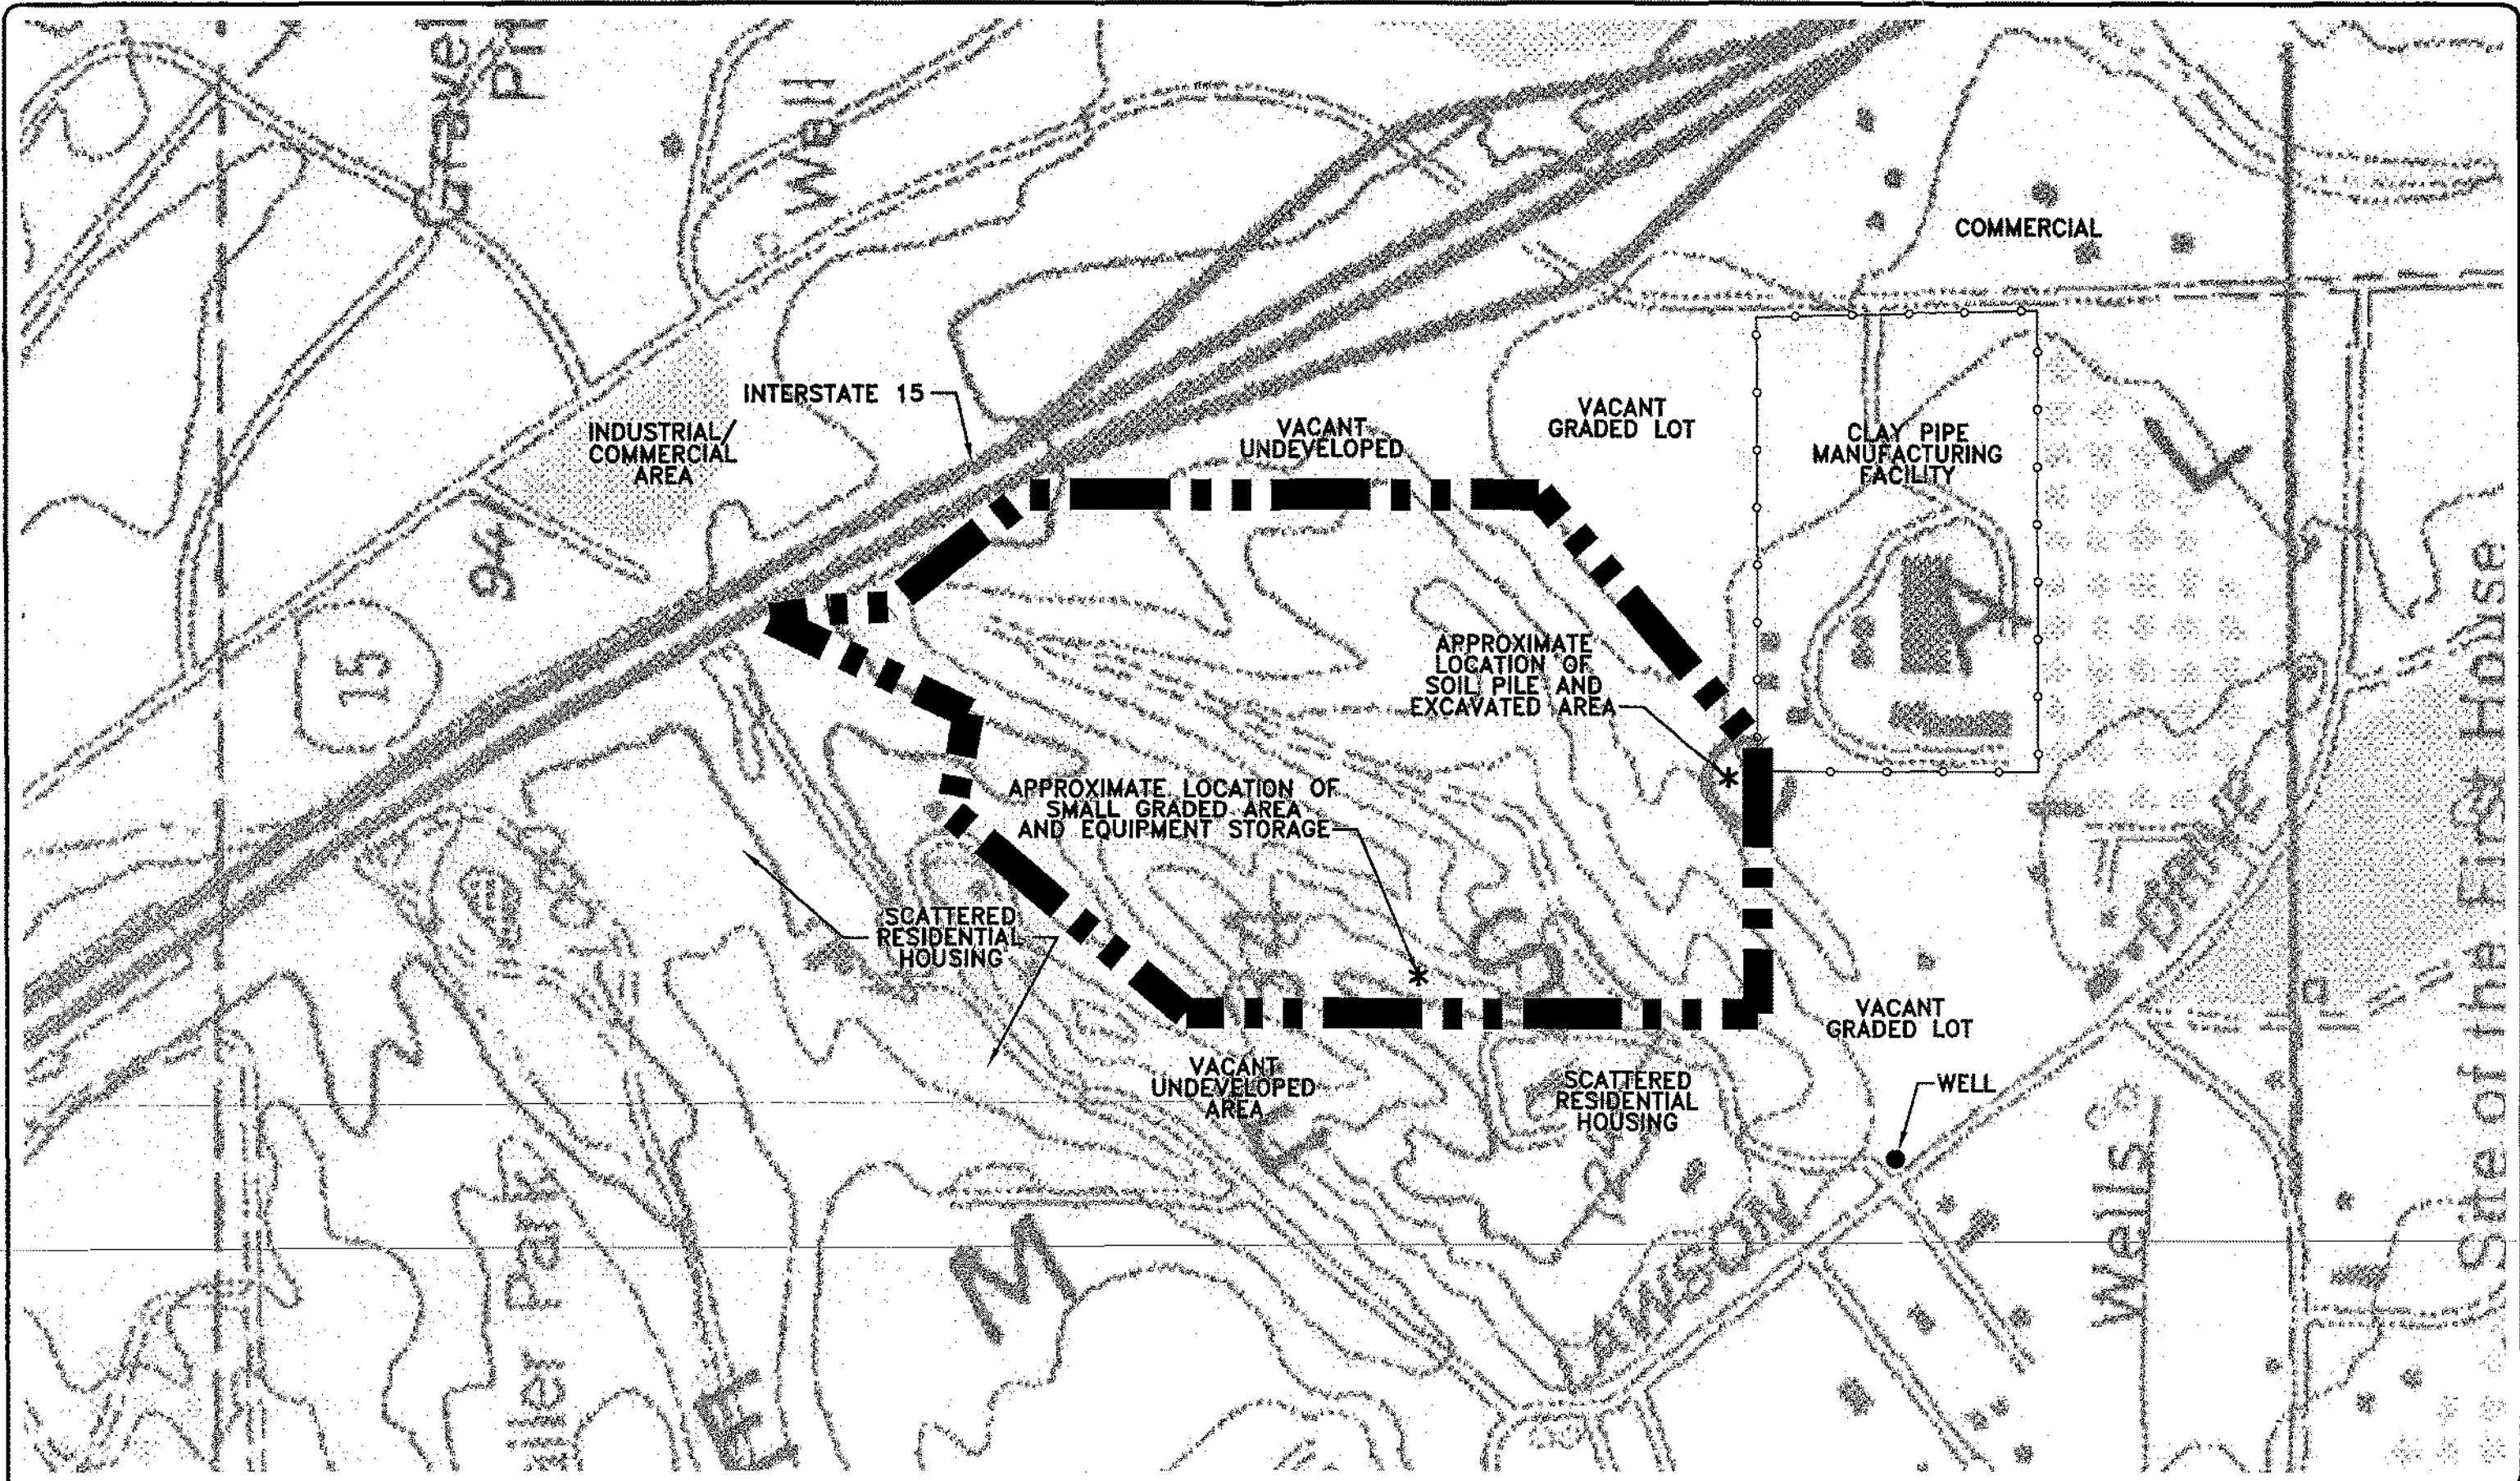 Gravel
Pit
Well
COMMERCIAL
INTERSTATE 15
INDUSTRIAL/
COMMERCIAL
AREA
VACANT
UNDEVELOPED
VACANT
GRADED LOT
CLAY PIPE
MANUFACTURING
FACILITY
94
15
APPROXIMATE
LOCATION OF
SOIL PILE AND
EXCAVATED AREA
APPROXIMATE LOCATION OF
SMALL GRADED AREA
AND EQUIPMENT STORAGE
SCATTERED
RESIDENTIAL
HOUSING
VACANT
UNDEVELOPED
AREA
SCATTERED
RESIDENTIAL
HOUSING
VACANT
GRADED LOT
WELL
DRIVE
Site of the First House
Wells
Park
M